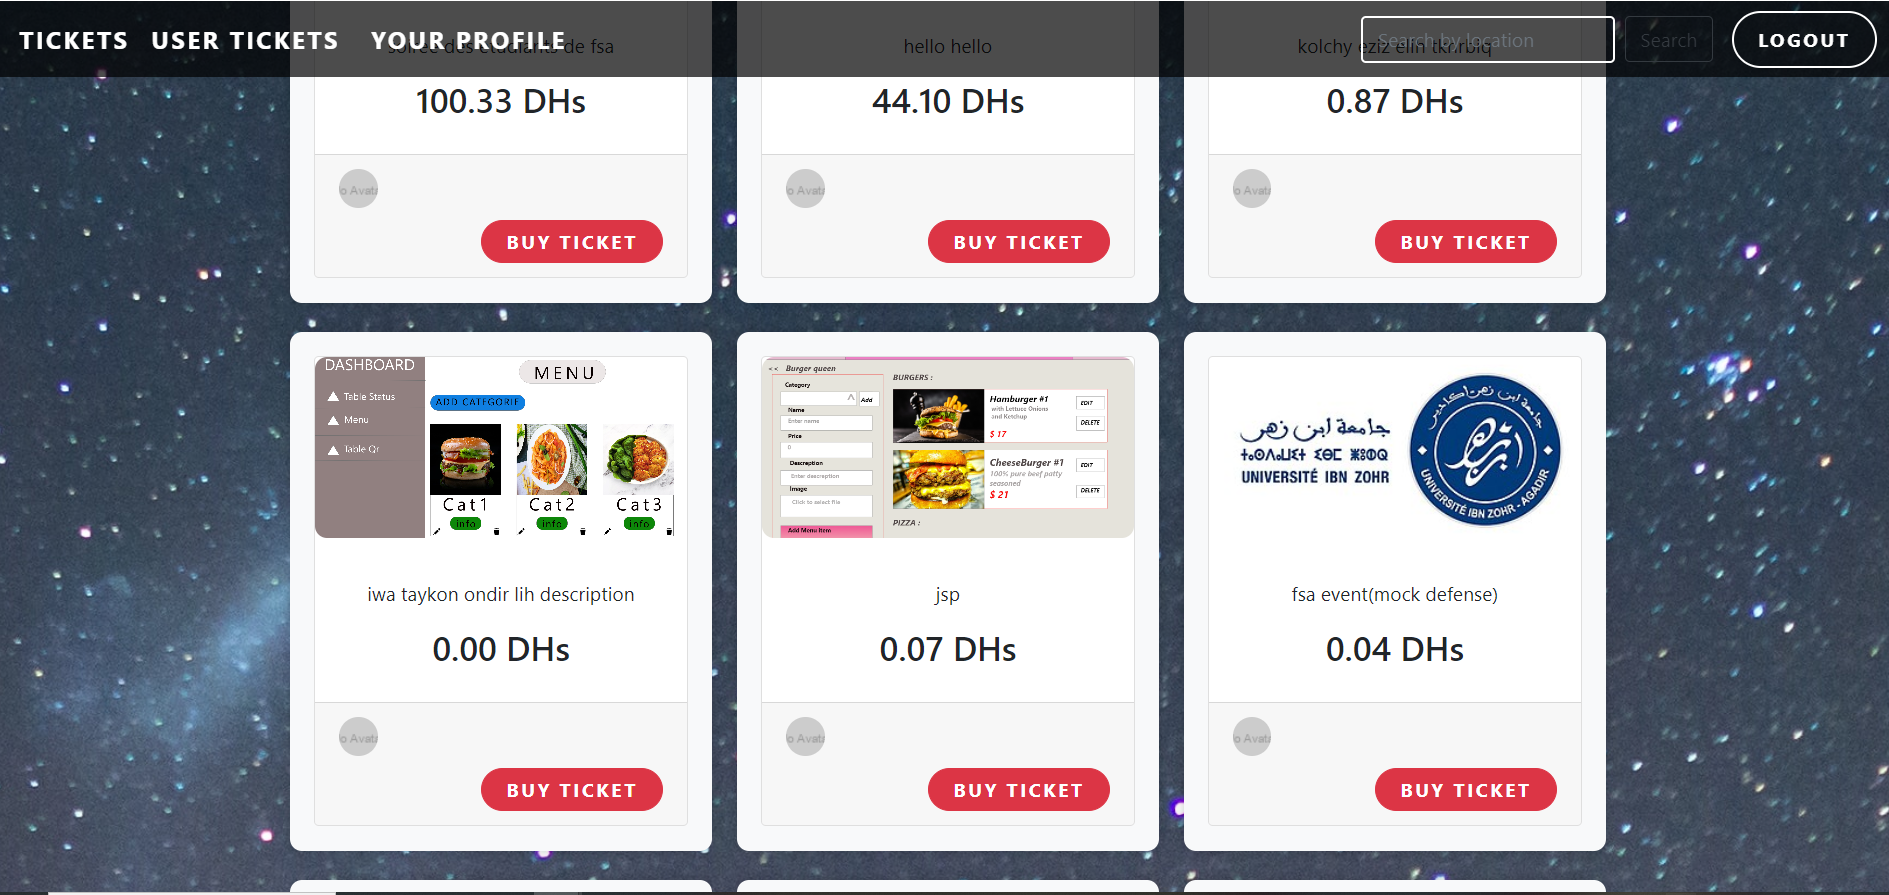 TICKETS USER TICKETS YOUR PROFILE Search by location Search LOGOUT
soiree des etudiants de fsa
100.33 DHs
o Avata
BUY TICKET
hello hello
44.10 DHs
o Avata
BUY TICKET
kolchy eziz elin
0.87 DHs
o Avata
BUY TICKET
DASHBOARD
Table Status
Menu
Table Qr
MENU
ADD CATEGORIE
Cat1 Cat2 Cat3
info info info
iwa taykon ondir lih description
0.00 DHs
o Avata
BUY TICKET
<< Burger queen
Category
Add
Name
Enter name
Price
0
Descreption
Enter descreption
Image
Click to select file
Add Menu Item
BURGERS :
Hamburger #1
with Lettuce Onions
and Ketchup
$ 17
EDIT
DELETE
CheeseBurger #1
100% pure beef patty
seasoned
$ 21
EDIT
DELETE
PIZZA :
jsp
0.07 DHs
o Avata
BUY TICKET
جامعة ابن زهر
ⵜⴰⵙⴷⴰⵡⵉⵜ ⵉⴱⵏ ⵣⵓⵀⵔ
UNIVERSITÉ IBN ZOHR
جامعة ابن زهر أكادير
UNIVERSITÉ IBN ZOHR - AGADIR
fsa event(mock defense)
0.04 DHs
o Avata
BUY TICKET